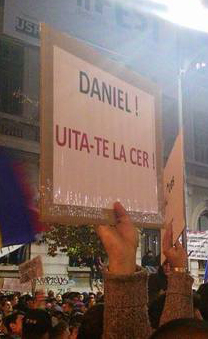 DANIEL !
UITA-TE LA CER !